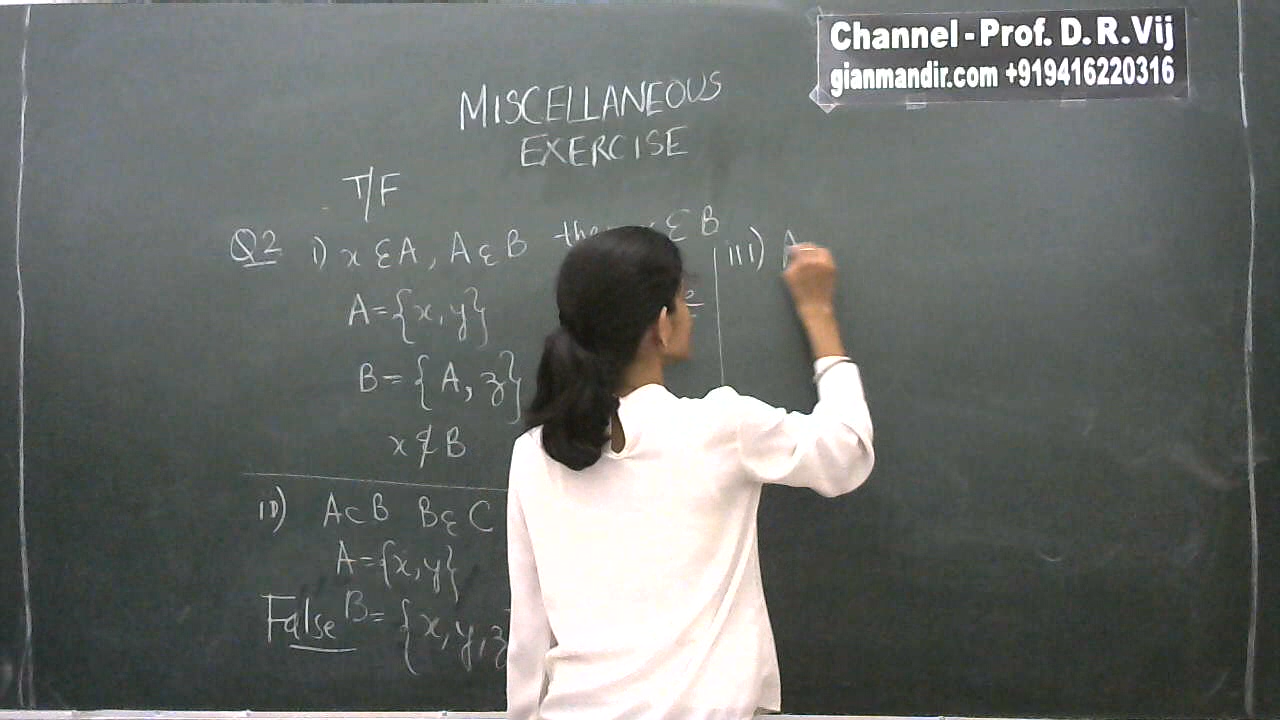 Channel - Prof. D. R. Vij
gianmandir.com +919416220316
MISCELLANEOUS
EXERCISE
T/F
Q2 i) x ∈ A, A ∈ B ∈ B
A = {x, y}
B = {A, z}
x ∉ B
ii) A ⊂ B B ∈ C
A = {x, y}
False B = {x, y, z
iii) A